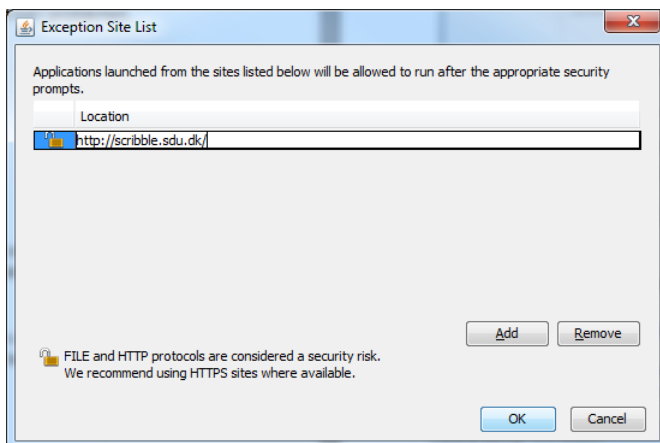 Exception Site List
Applications launched from the sites listed below will be allowed to run after the appropriate security
prompts.
Location
http://scribble.sdu.dk/
Add Remove
FILE and HTTP protocols are considered a security risk.
We recommend using HTTPS sites where available.
OK Cancel